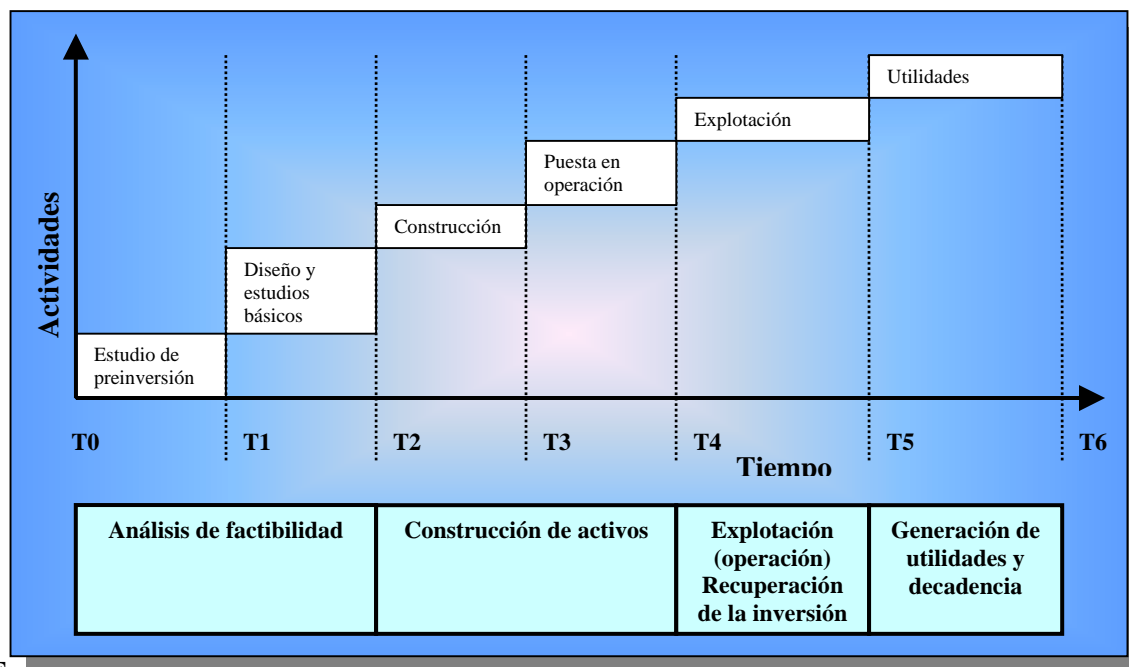 Utilidades
Explotación
Puesta en
operación
Construcción
Diseño y
estudios
básicos
Estudio de
preinversión
Actividades
T0 T1 T2 T3 T4 T5 T6
Tiempo
Análisis de factibilidad
Construcción de activos
Explotación
(operación)
Recuperación
de la inversión
Generación de
utilidades y
decadencia